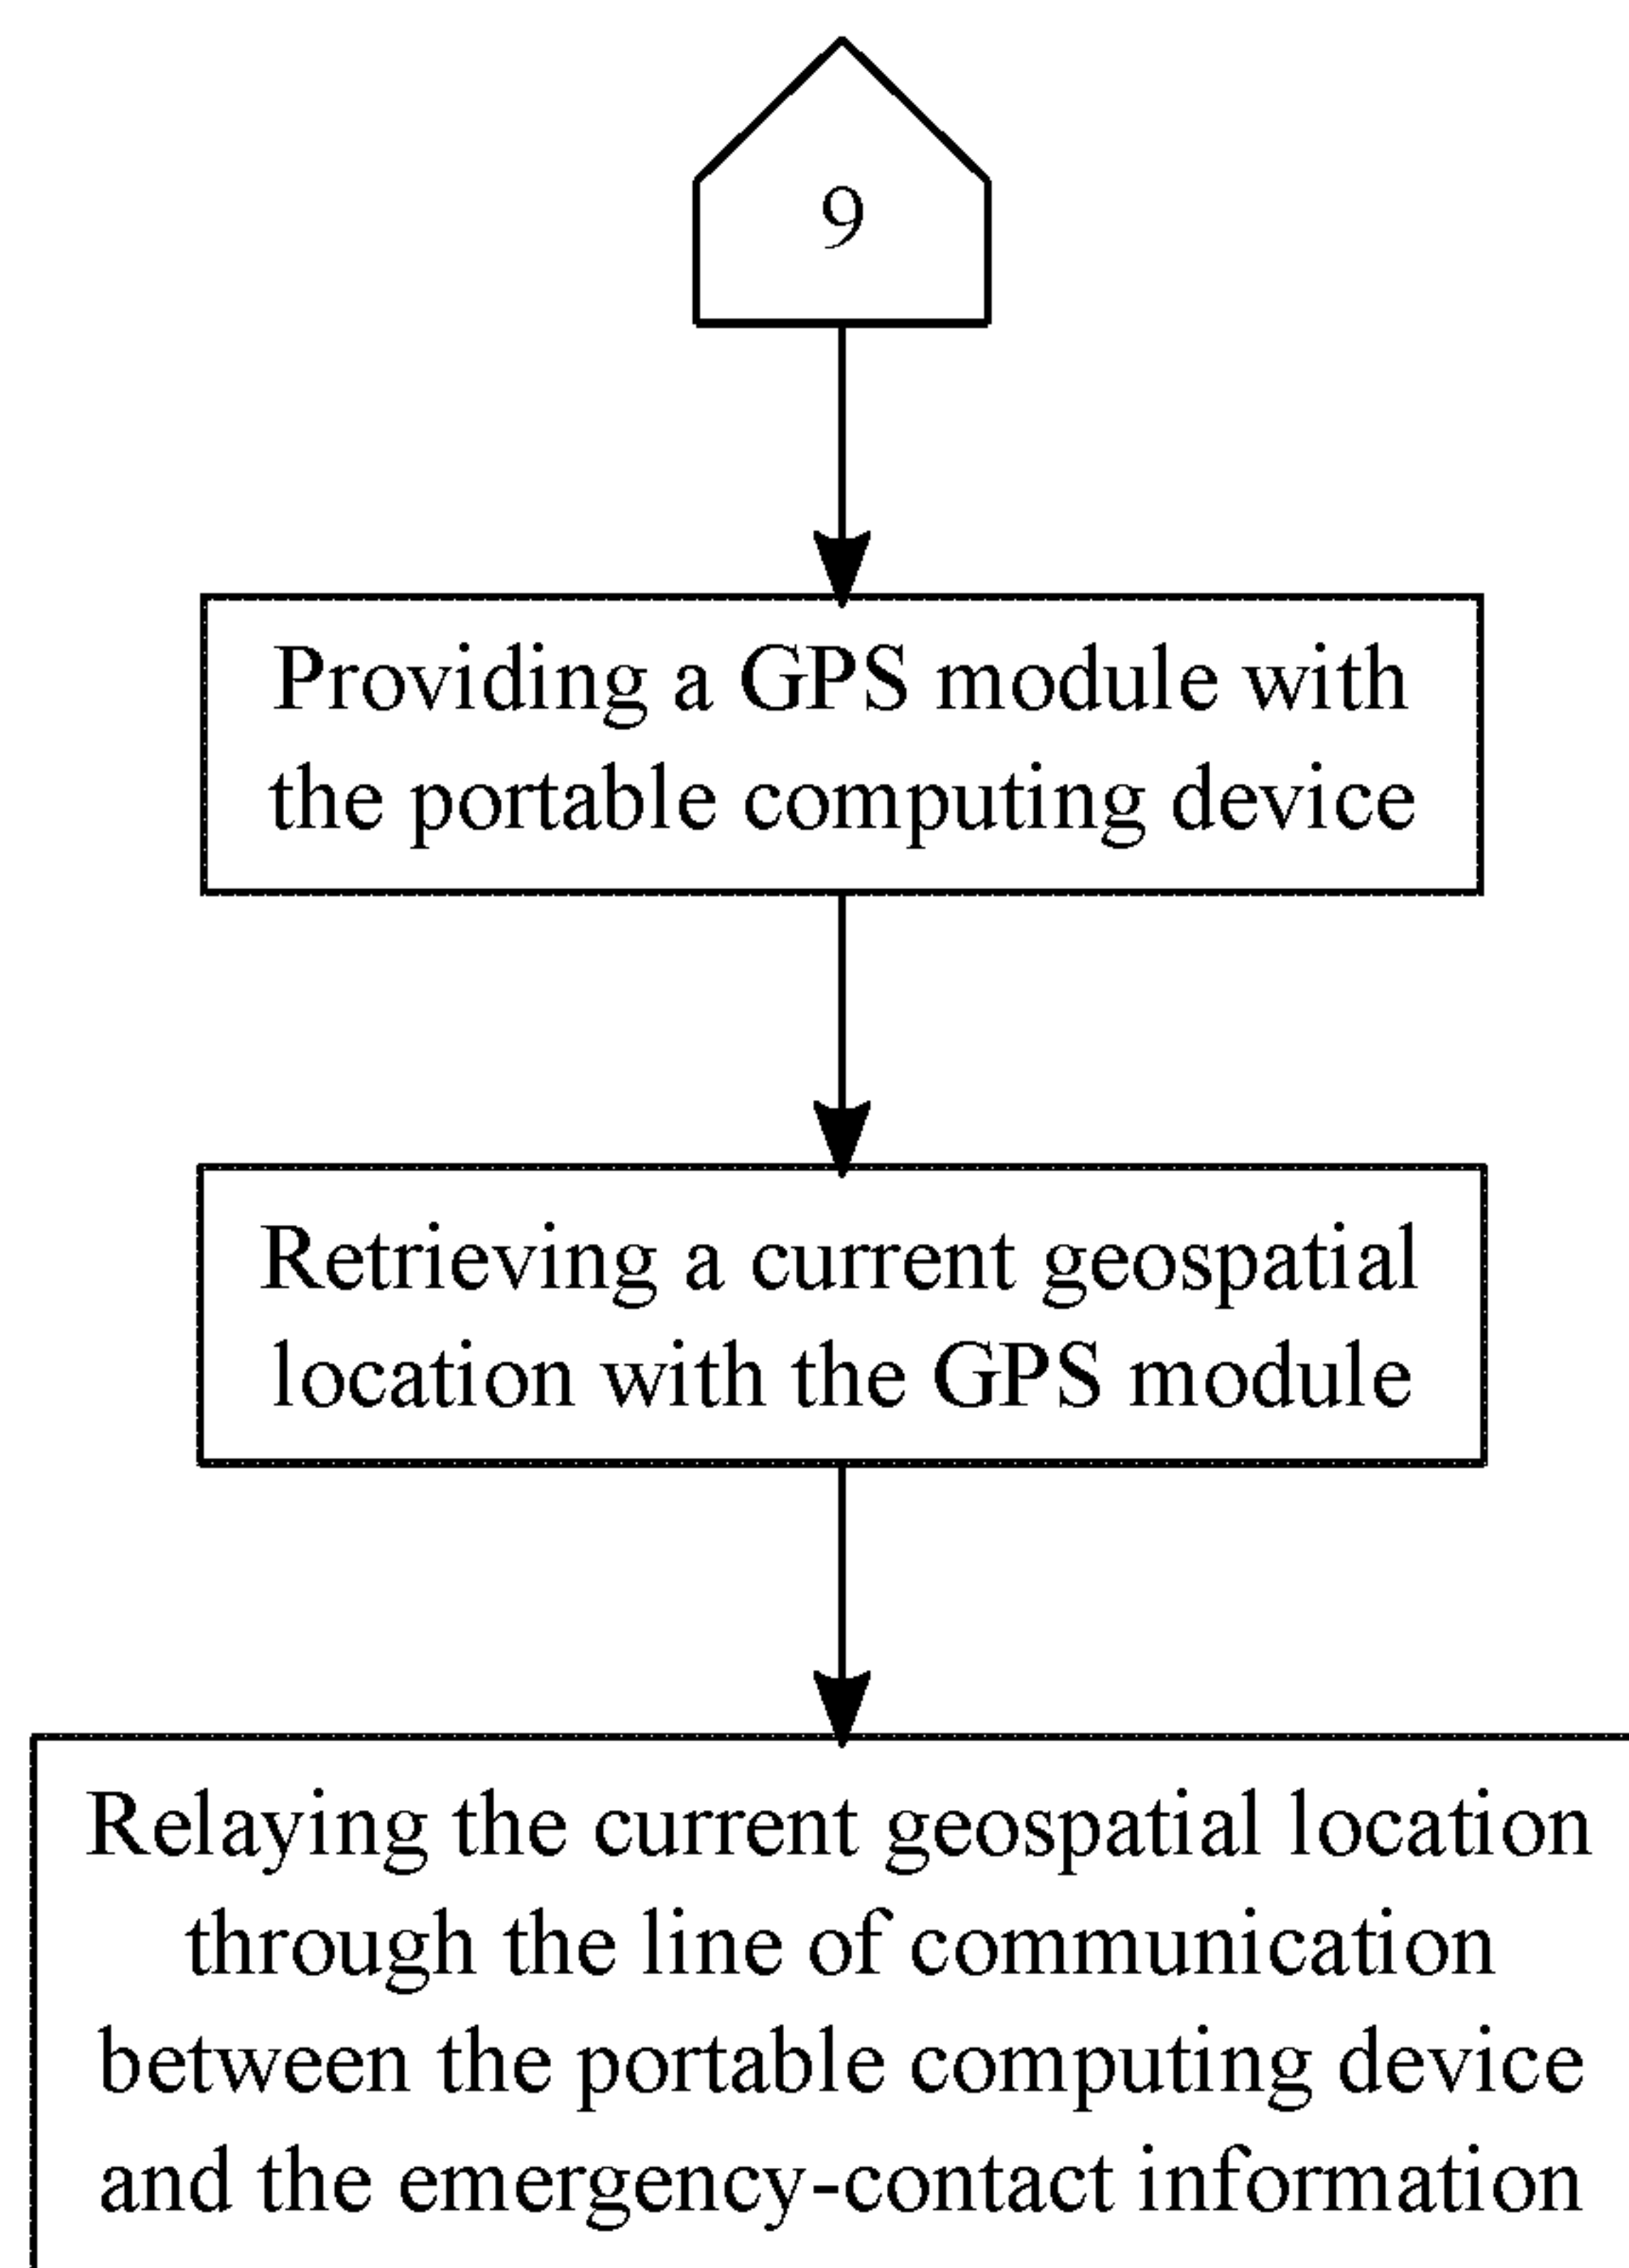 9
Providing a GPS module with
the portable computing device
Retrieving a current geospatial
location with the GPS module
Relaying the current geospatial location
through the line of communication
between the portable computing device
and the emergency-contact information